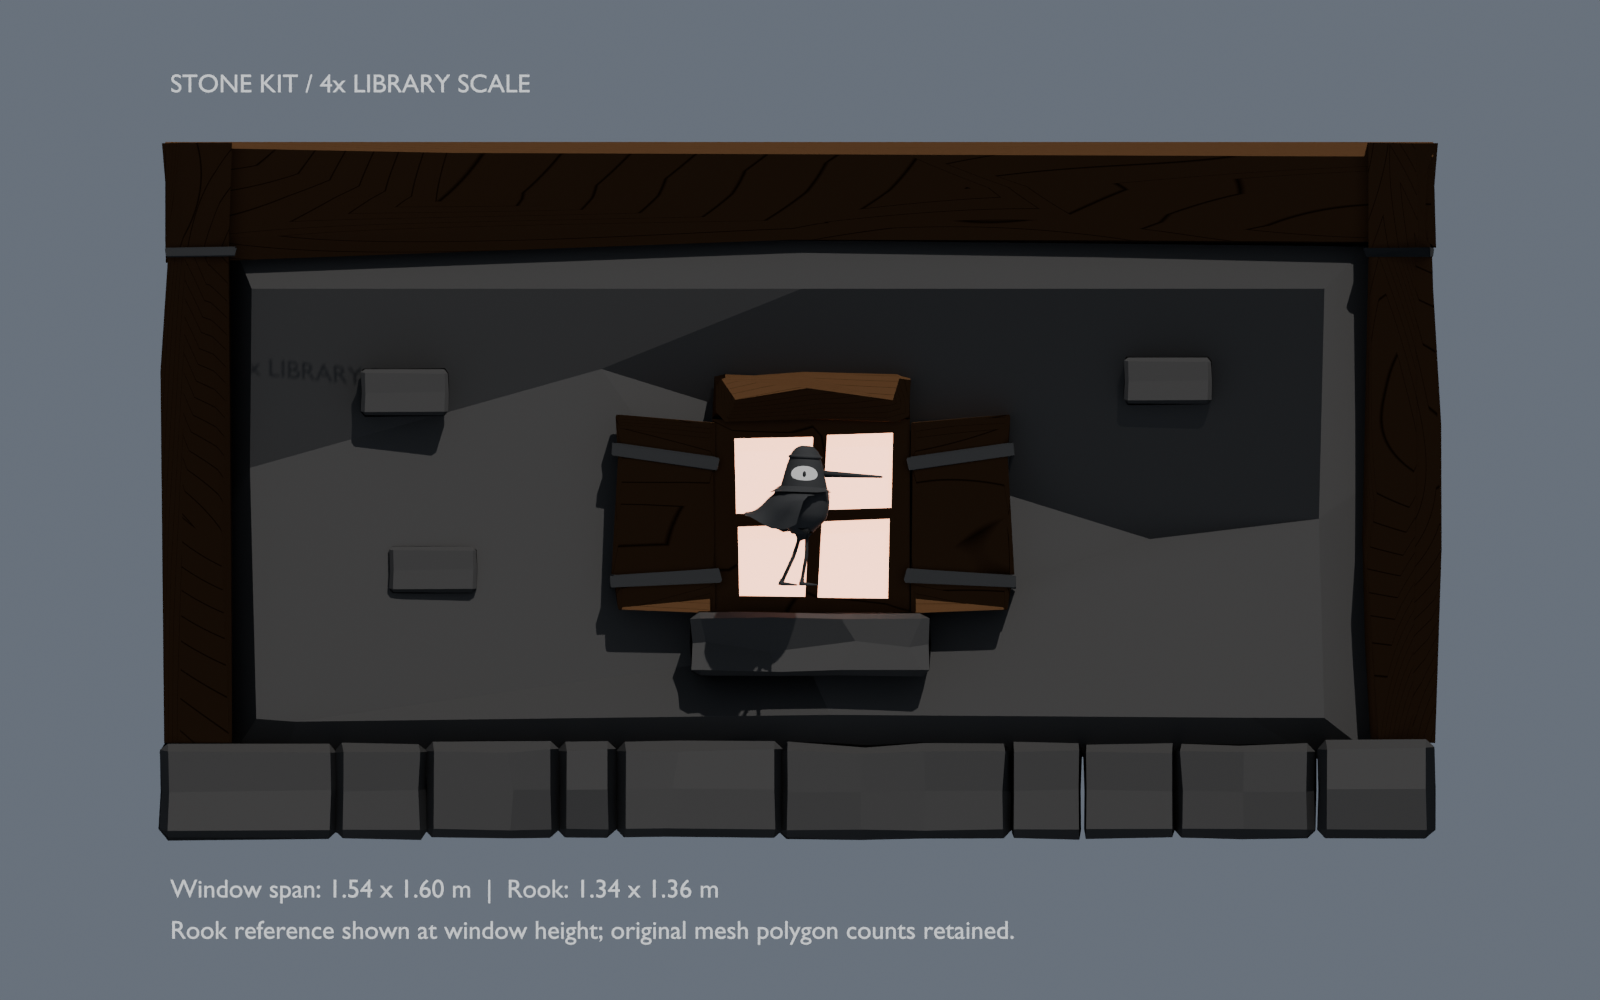 STONE KIT / 4x LIBRARY SCALE
x LIBRARY
Window span: 1.54 x 1.60 m | Rook: 1.34 x 1.36 m
Rook reference shown at window height; original mesh polygon counts retained.